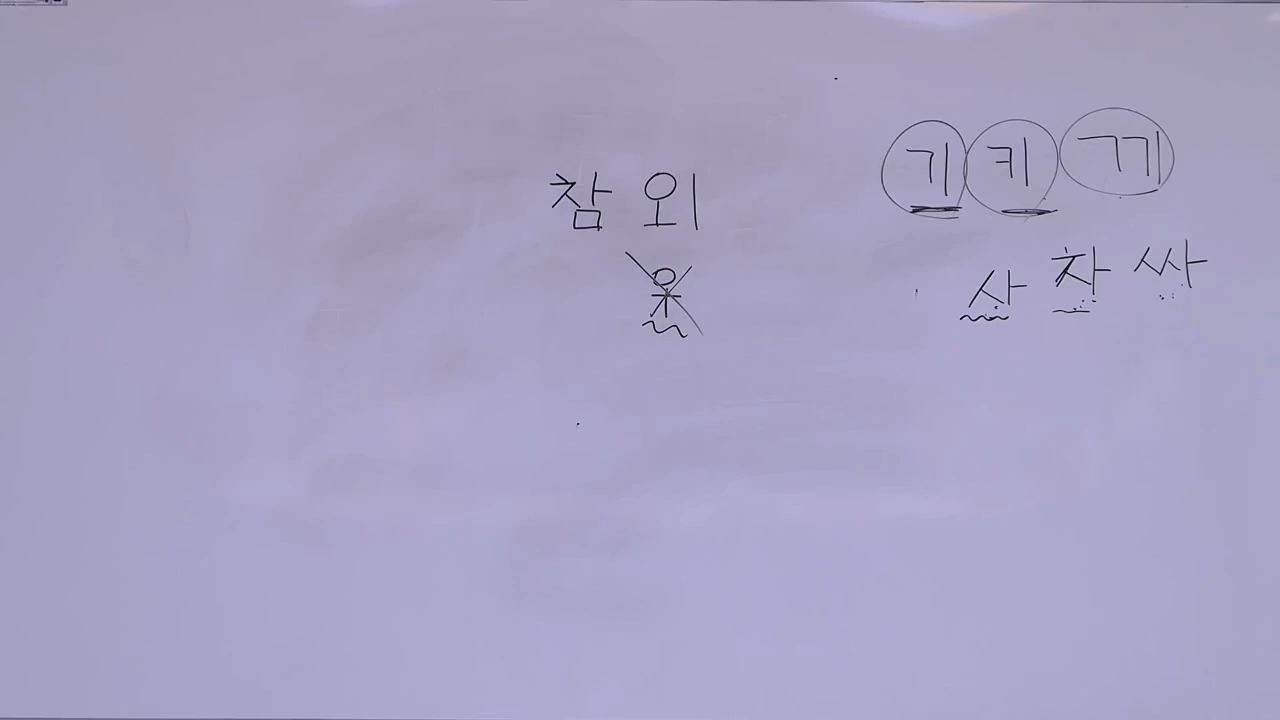 참 외
기 키 끼
사 차 싸